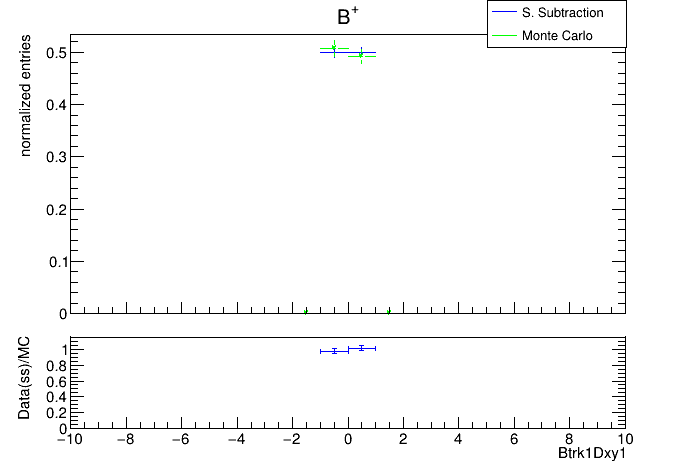 B+
S. Subtraction
Monte Carlo
normalized entries
0.5
0.4
0.3
0.2
0.1
0
Data(ss)/MC
1
0.8
0.6
0.4
0.2
0
−10 −8 −6 −4 −2 0 2 4 6 8 10
Btrk1Dxy1